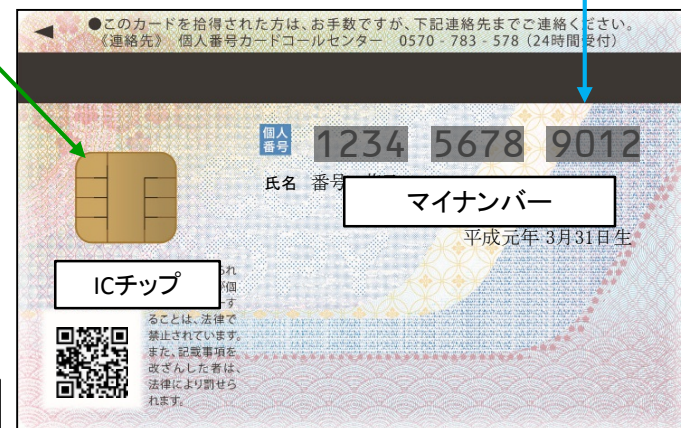 ●このカードを拾得された方は、お手数ですが、下記連絡先までご連絡ください。
《連絡先》 個人番号カードコールセンター 0570-783-578 (24時間受付)
個人番号 1234 5678 9012
氏名 番号
マイナンバー
平成元年 3月31日生
ICチップ
ることは、法律で
禁止されています。
また、記載事項を
改ざんした者は、
法律により罰せら
れます。